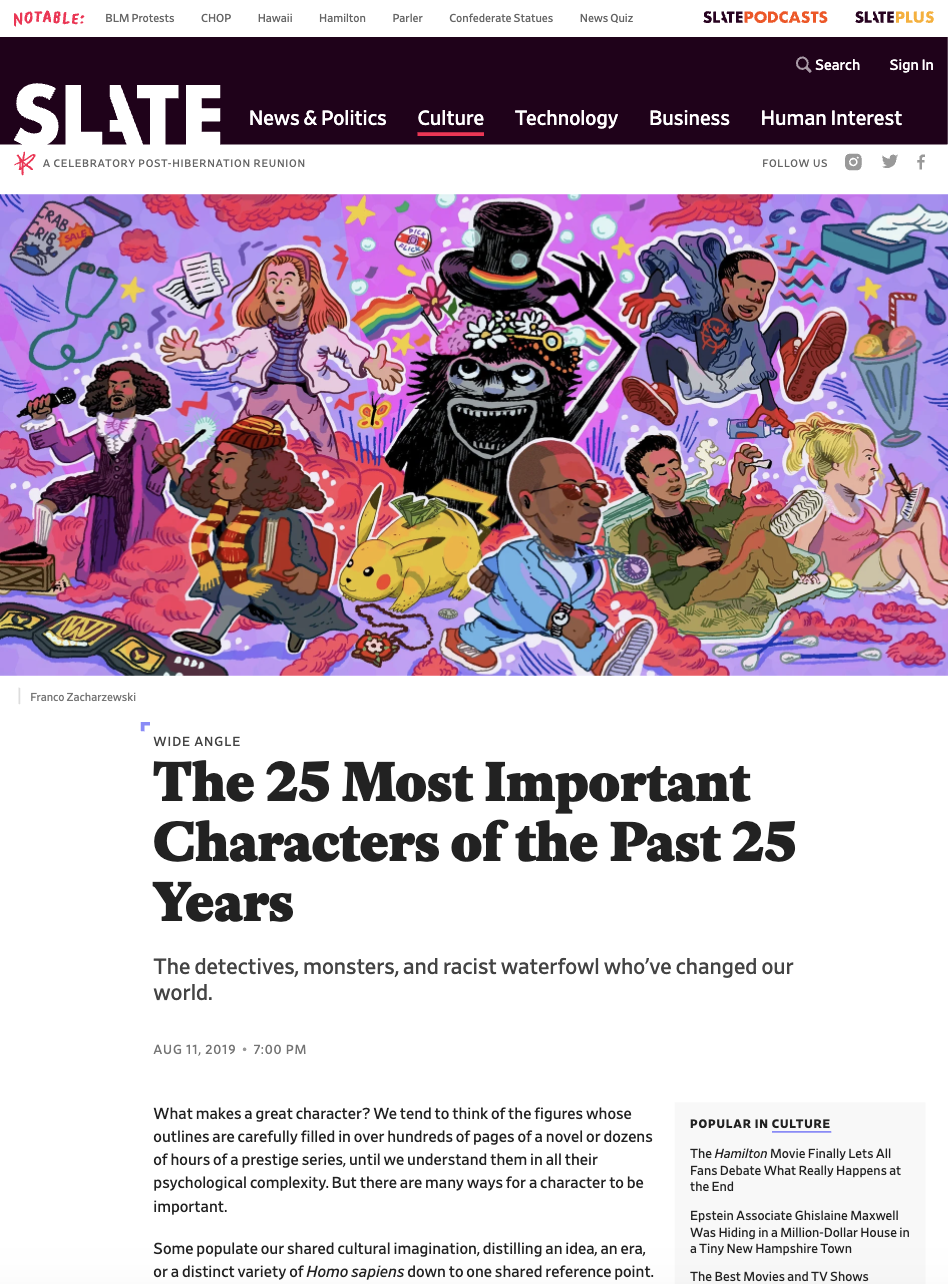 NOTABLE:
BLM Protests
CHOP
Hawaii
Hamilton
Parler
Confederate Statues
News Quiz
SLATEPODCASTS
SLATEPLUS
Search
Sign In
SLATE
News & Politics
Culture
Technology
Business
Human Interest
A CELEBRATORY POST-HIBERNATION REUNION
FOLLOW US
CRAB
CRIB
SALE
Franco Zacharzewski
WIDE ANGLE
The 25 Most Important
Characters of the Past 25
Years
The detectives, monsters, and racist waterfowl who’ve changed our
world.
AUG 11, 2019 • 7:00 PM
What makes a great character? We tend to think of the figures whose
outlines are carefully filled in over hundreds of pages of a novel or dozens
of hours of a prestige series, until we understand them in all their
psychological complexity. But there are many ways for a character to be
important.
Some populate our shared cultural imagination, distilling an idea, an era,
or a distinct variety of Homo sapiens down to one shared reference point.
POPULAR IN CULTURE
The Hamilton Movie Finally Lets All
Fans Debate What Really Happens at
the End
Epstein Associate Ghislaine Maxwell
Was Hiding in a Million-Dollar House in
a Tiny New Hampshire Town
The Best Movies and TV Shows